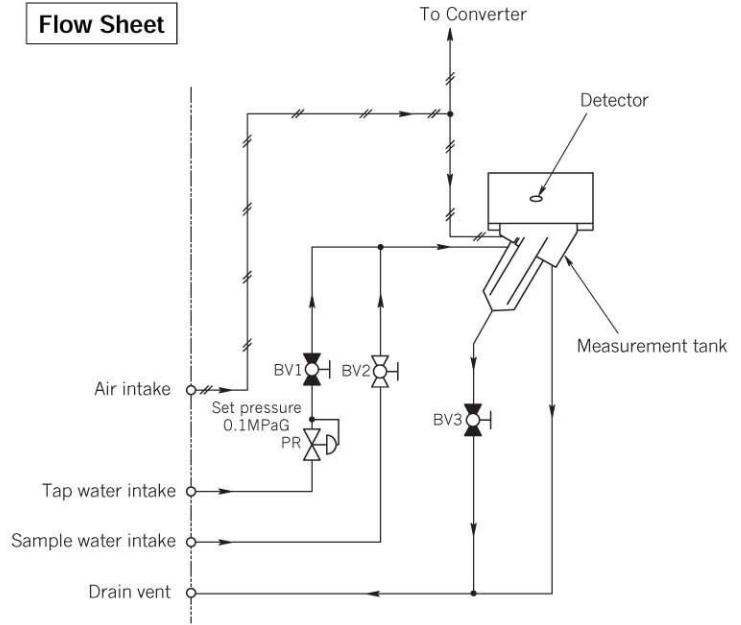 Flow Sheet
To Converter
Detector
Measurement tank
Air intake
BV1
BV2
Set pressure
0.1MPaG
PR
BV3
Tap water intake
Sample water intake
Drain vent